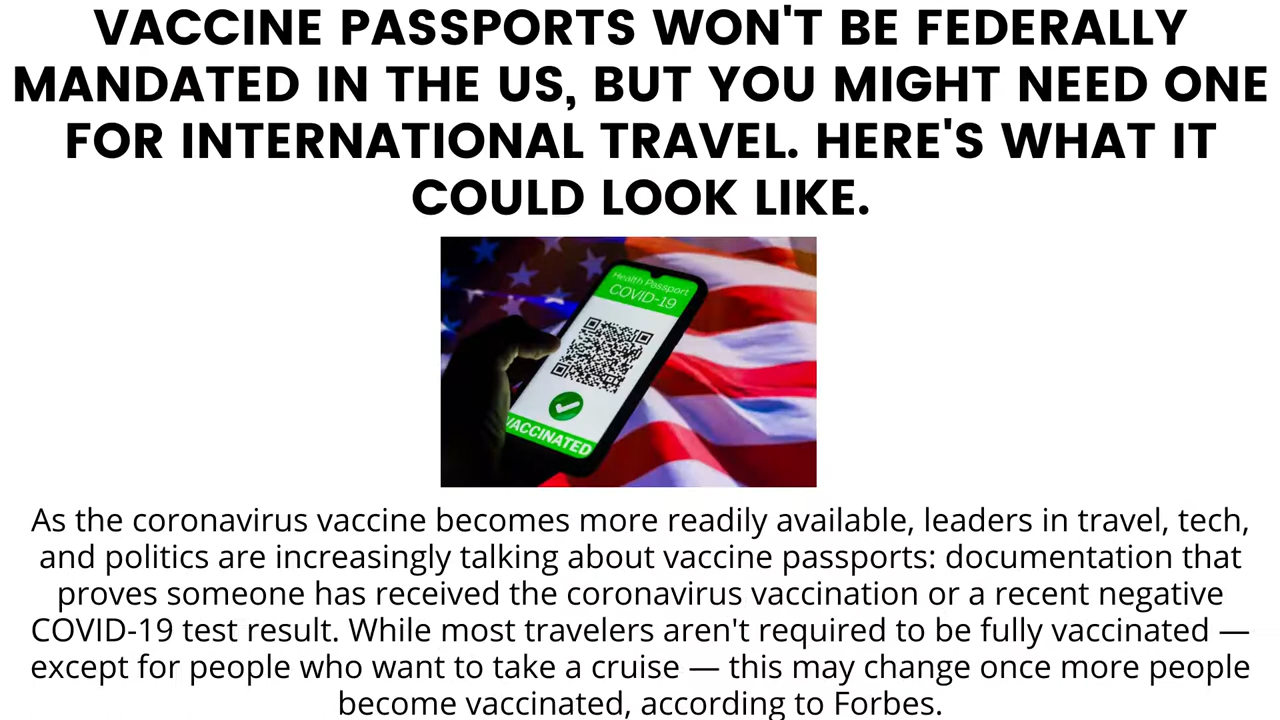 VACCINE PASSPORTS WON'T BE FEDERALLY
MANDATED IN THE US, BUT YOU MIGHT NEED ONE
FOR INTERNATIONAL TRAVEL. HERE'S WHAT IT
COULD LOOK LIKE.
Health Passport
COVID-19
VACCINATED
As the coronavirus vaccine becomes more readily available, leaders in travel, tech,
and politics are increasingly talking about vaccine passports: documentation that
proves someone has received the coronavirus vaccination or a recent negative
COVID-19 test result. While most travelers aren't required to be fully vaccinated —
except for people who want to take a cruise — this may change once more people
become vaccinated, according to Forbes.